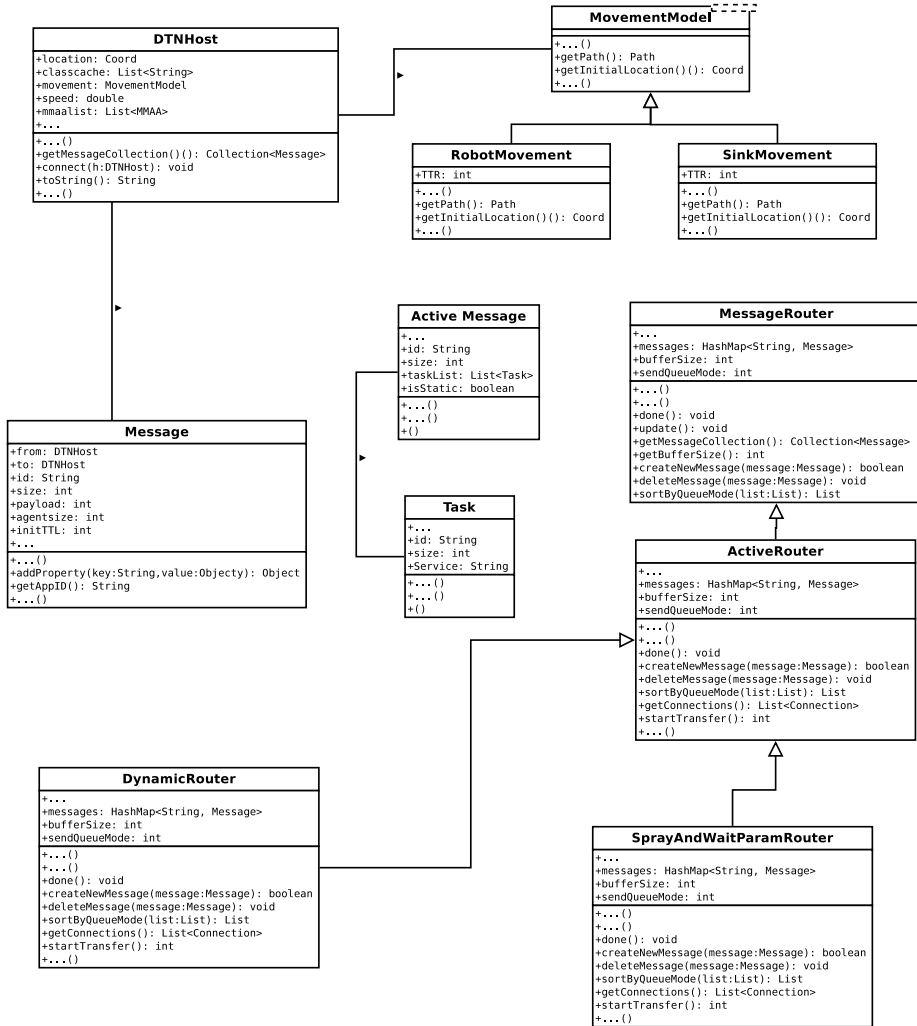 DTNHost
+location: Coord
+classcache: List<String>
+movement: MovementModel
+speed: double
+mmaalist: List<MMAA>
+...
+...()
+getMessageCollection()(): Collection<Message>
+connect(h:DTNHost): void
+toString(): String
+...()
MovementModel
+...()
+getPath(): Path
+getInitialLocation()(): Coord
+...()
RobotMovement
+TTR: int
+...()
+getPath(): Path
+getInitialLocation()(): Coord
+...()
SinkMovement
+TTR: int
+...()
+getPath(): Path
+getInitialLocation()(): Coord
+...()
Active Message
+...
+id: String
+size: int
+taskList: List<Task>
+isStatic: boolean
+...()
+...()
+()
MessageRouter
+...
+messages: HashMap<String, Message>
+bufferSize: int
+sendQueueMode: int
+...()
+...()
+done(): void
+update(): void
+getMessageCollection(): Collection<Message>
+getBufferSize(): int
+createNewMessage(message:Message): boolean
+deleteMessage(message:Message): void
+sortByQueueMode(list:List): List
Message
+from: DTNHost
+to: DTNHost
+id: String
+size: int
+payload: int
+agentsize: int
+initTTL: int
+...
+...()
+addProperty(key:String,value:Objecty): Object
+getAppID(): String
+...()
Task
+...
+id: String
+size: int
+Service: String
+...()
+...()
+()
ActiveRouter
+...
+messages: HashMap<String, Message>
+bufferSize: int
+sendQueueMode: int
+...()
+...()
+done(): void
+createNewMessage(message:Message): boolean
+deleteMessage(message:Message): void
+sortByQueueMode(list:List): List
+getConnections(): List<Connection>
+startTransfer(): int
+...()
DynamicRouter
+...
+messages: HashMap<String, Message>
+bufferSize: int
+sendQueueMode: int
+...()
+...()
+done(): void
+createNewMessage(message:Message): boolean
+deleteMessage(message:Message): void
+sortByQueueMode(list:List): List
+getConnections(): List<Connection>
+startTransfer(): int
+...()
SprayAndWaitParamRouter
+...
+messages: HashMap<String, Message>
+bufferSize: int
+sendQueueMode: int
+...()
+...()
+done(): void
+createNewMessage(message:Message): boolean
+deleteMessage(message:Message): void
+sortByQueueMode(list:List): List
+getConnections(): List<Connection>
+startTransfer(): int
+...()